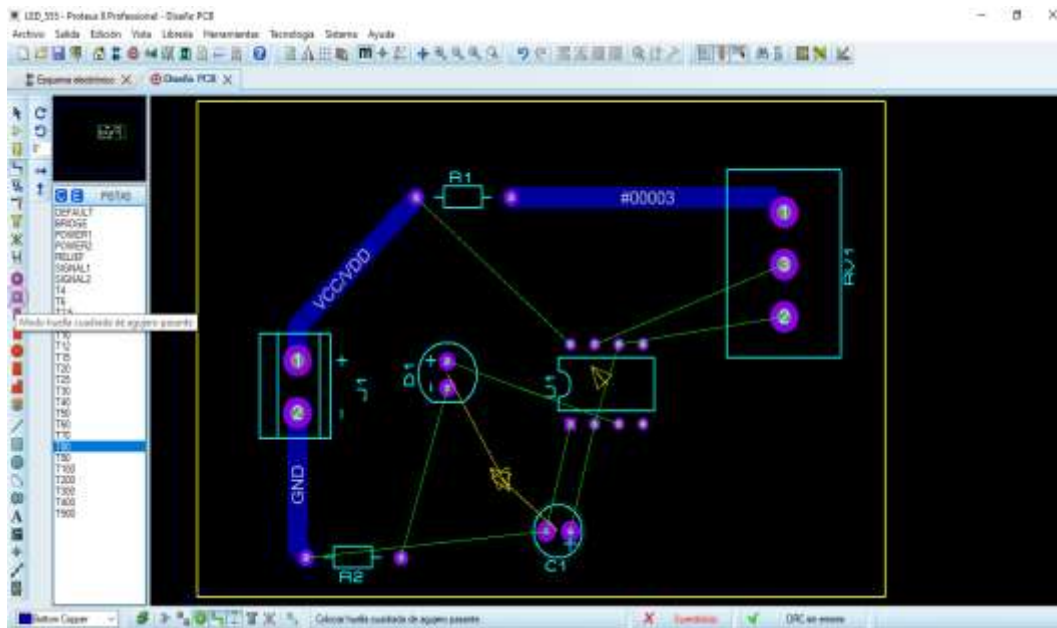 LED_555 - Proteus 8 Professional - Diseño PCB
Archivo Salida Edición Vista Librería Herramientas Tecnología Sistema Ayuda
Esquema electrónico
Diseño PCB
PISTAS
DEFAULT
BRIDGE
POWER1
POWER2
RELIEF
SIGNAL1
SIGNAL2
T4
T6
Modo huella cuadrada de agujero pasante
T10
T12
T15
T20
T25
T30
T40
T50
T60
T70
T80
T90
T100
T200
T300
T400
T500
R1
#00003
1
3
2
RV1
VCC/VDD
1
2
+
-
J1
D1
+
-
U1
GND
R2
C1
+
Bottom Copper
Colocar huella cuadrada de agujero pasante
DRC sin errores